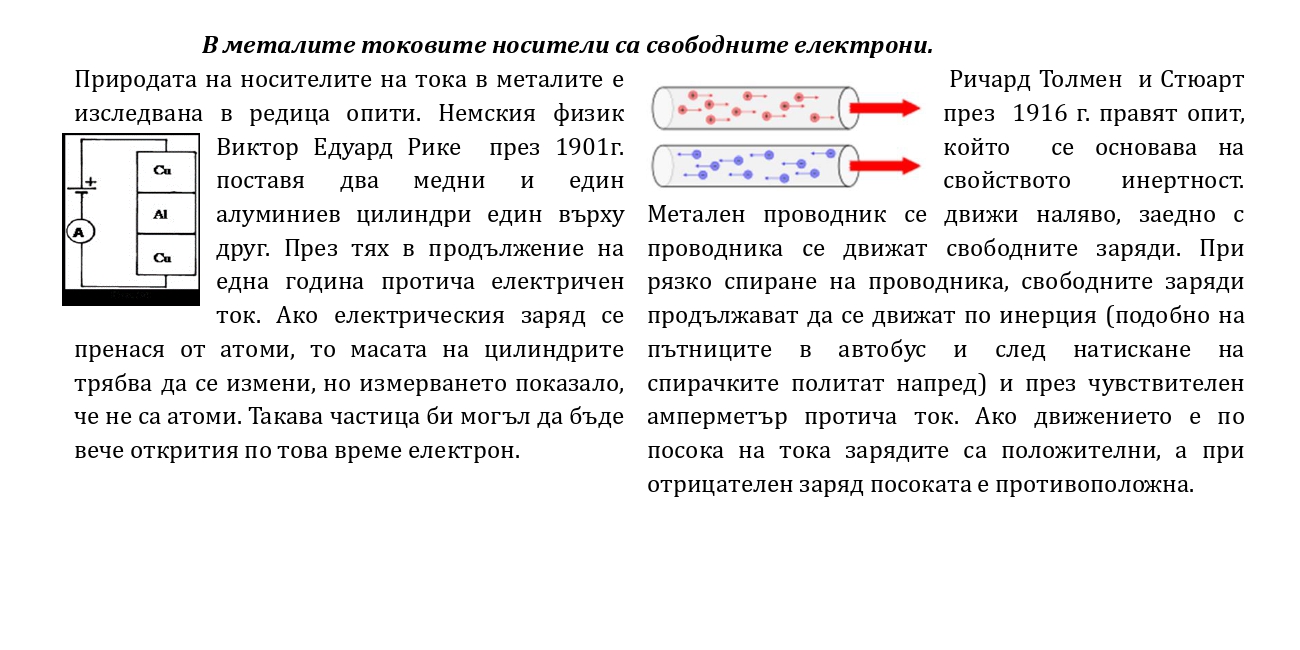 В металите токовите носители са свободните електрони.
Природата на носителите на тока в металите е
изследвана в редица опити. Немския физик
Виктор Едуард Рике през 1901г.
поставя два медни и един
алуминиев цилиндри един върху
друг. През тях в продължение на
една година протича електричен
ток. Ако електрическия заряд се
пренася от атоми, то масата на цилиндрите
трябва да се измени, но измерването показало,
че не са атоми. Такава частица би могъл да бъде
вече открития по това време електрон.
+
Cu
Al
A
Cu
Ричард Толмен и Стюарт
през 1916 г. правят опит,
който се основава на
свойството инертност.
Метален проводник се движи наляво, заедно с
проводника се движат свободните заряди. При
рязко спиране на проводника, свободните заряди
продължават да се движат по инерция (подобно на
пътниците в автобус и след натискане на
спирачките политат напред) и през чувствителен
амперметър протича ток. Ако движението е по
посока на тока зарядите са положителни, а при
отрицателен заряд посоката е противоположна.